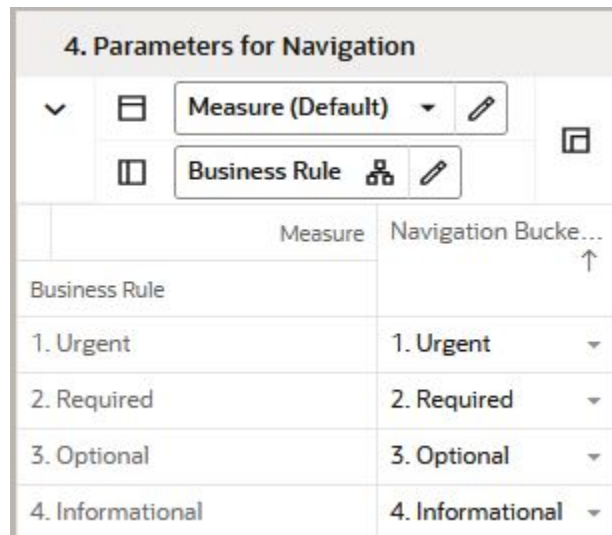 4. Parameters for Navigation
Measure (Default)
Business Rule
Measure
Navigation Bucke...
Business Rule
1. Urgent 1. Urgent
2. Required 2. Required
3. Optional 3. Optional
4. Informational 4. Informational